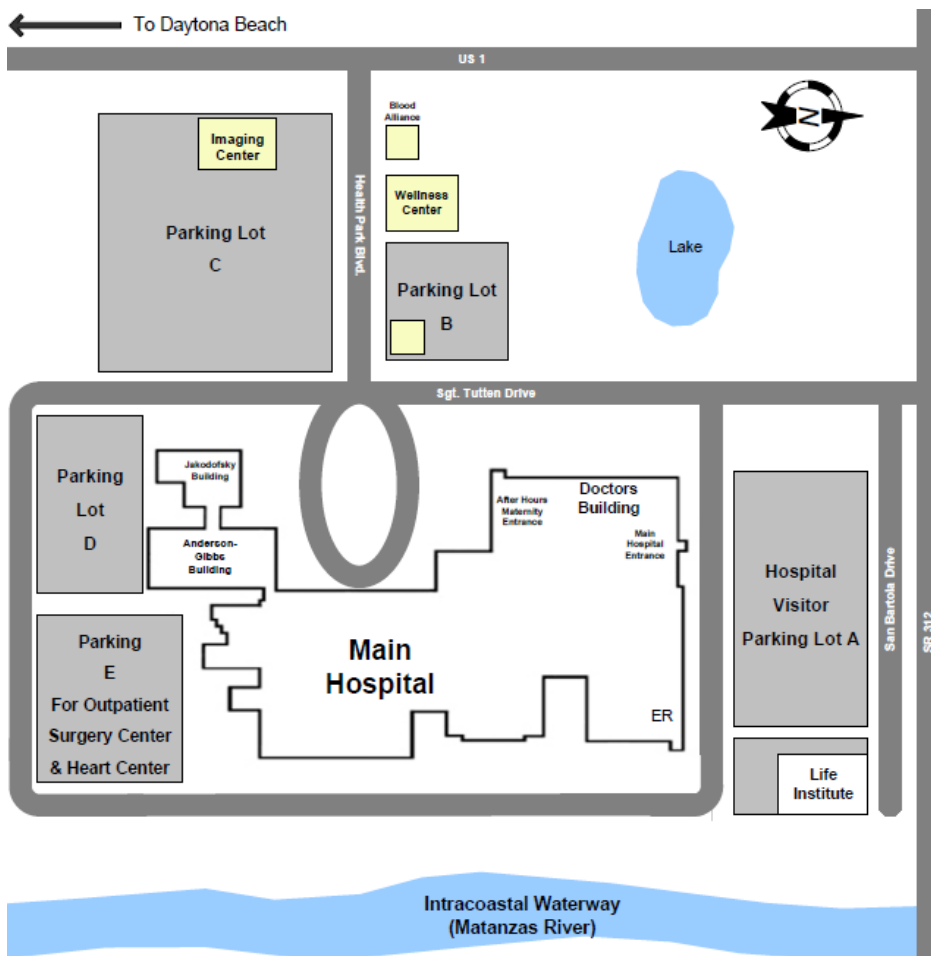 To Daytona Beach
US 1
Blood
Alliance
Imaging
Center
N
Health Park Blvd.
Wellness
Center
Parking Lot
C
Lake
Parking Lot
B
Sgt. Tutten Drive
Parking
Lot
D
Jakodofsky
Building
After Hours
Maternity
Entrance
Doctors
Building
Main
Hospital
Entrance
Anderson-
Gibbs
Building
Hospital
Visitor
Parking Lot A
San Bartola Drive
SR 312
Parking
E
For Outpatient
Surgery Center
& Heart Center
Main
Hospital
ER
Life
Institute
Intracoastal Waterway
(Matanzas River)